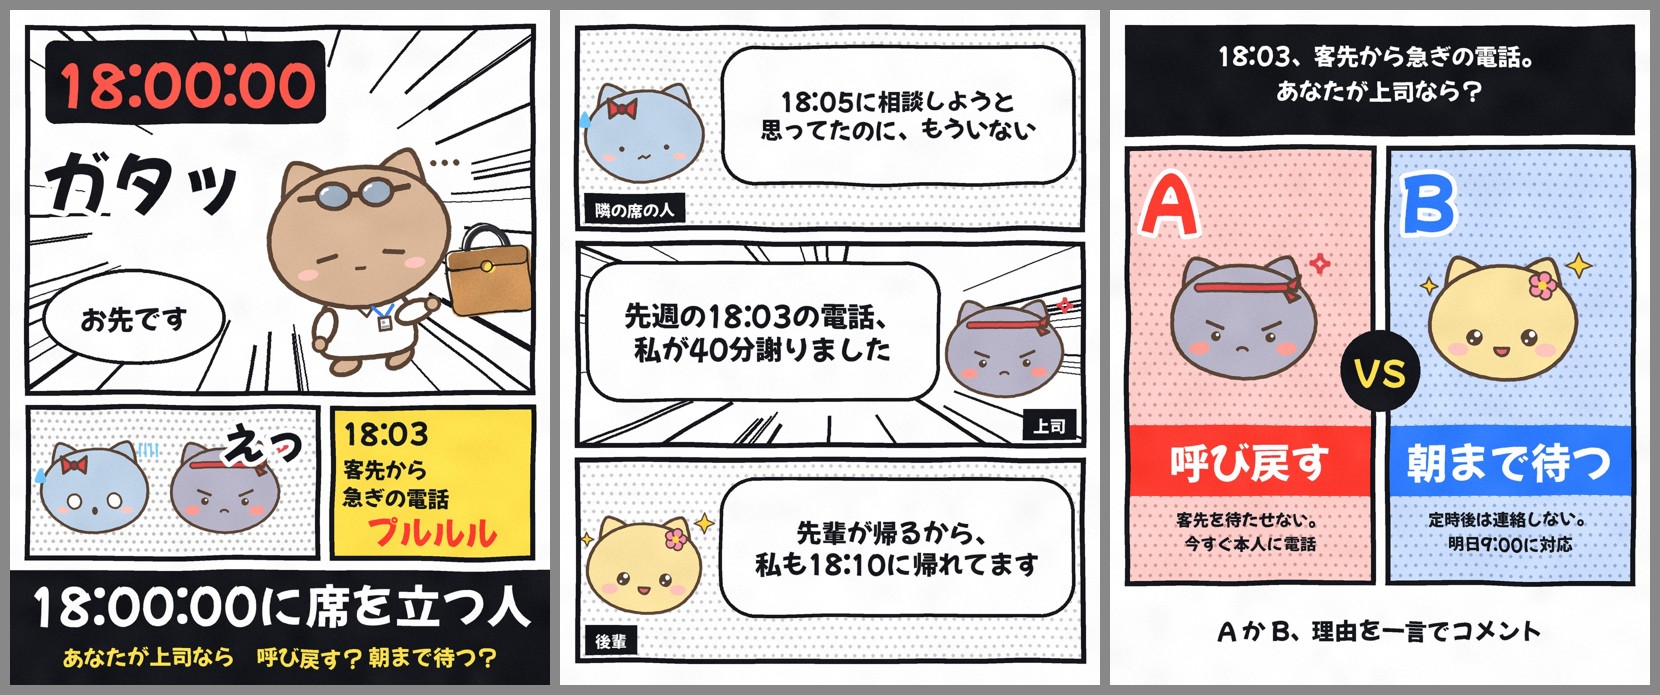 18:00:00
ガタッ
お先です
えっ
18:03
客先から
急ぎの電話
プルルル
18:00:00に席を立つ人
あなたが上司なら 呼び戻す?朝まで待つ?
18:05に相談しようと
思ってたのに、もういない
隣の席の人
先週の18:03の電話、
私が40分謝りました
上司
先輩が帰るから、
私も18:10に帰れてます
後輩
18:03、客先から急ぎの電話。
あなたが上司なら?
A
B
VS
呼び戻す
朝まで待つ
客先を待たせない。
今すぐ本人に電話
定時後は連絡しない。
明日9:00に対応
AかB、理由を一言でコメント